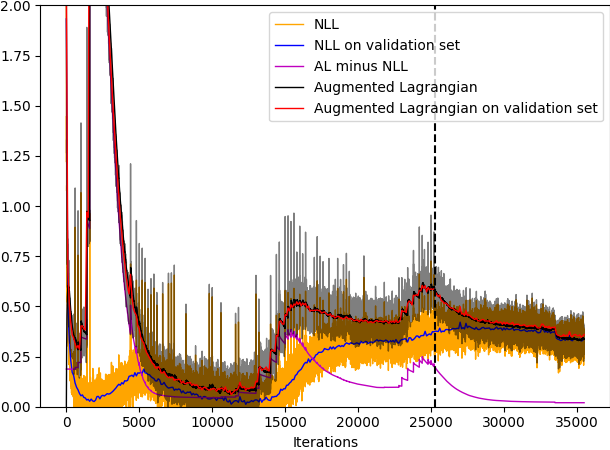 2.00
1.75
1.50
1.25
1.00
0.75
0.50
0.25
0.00
NLL
NLL on validation set
AL minus NLL
Augmented Lagrangian
Augmented Lagrangian on validation set
0 5000 10000 15000 20000 25000 30000 35000
Iterations